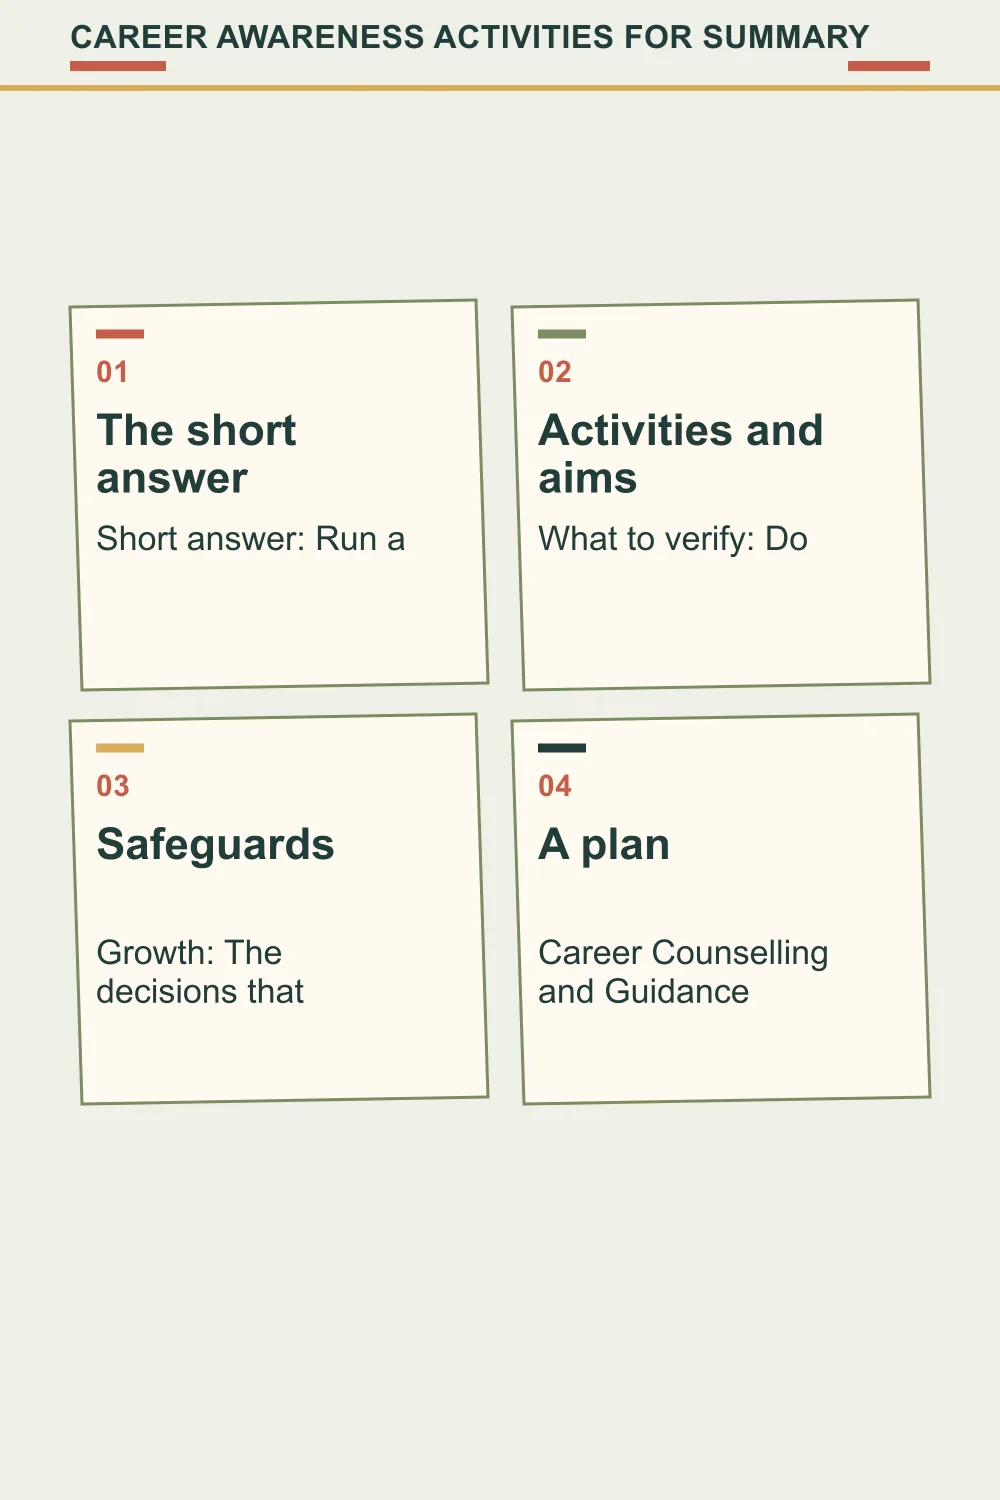 CAREER AWARENESS ACTIVITIES FOR SUMMARY
01
The short
answer
Short answer: Run a
02
Activities and
aims
What to verify: Do
03
Safeguards
Growth: The
decisions that
04
A plan
Career Counselling
and Guidance